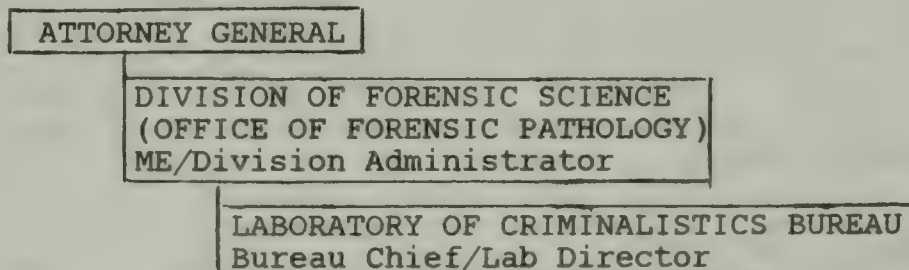 ATTORNEY GENERAL
DIVISION OF FORENSIC SCIENCE
(OFFICE OF FORENSIC PATHOLOGY)
ME/Division Administrator
LABORATORY OF CRIMINALISTICS BUREAU
Bureau Chief/Lab Director